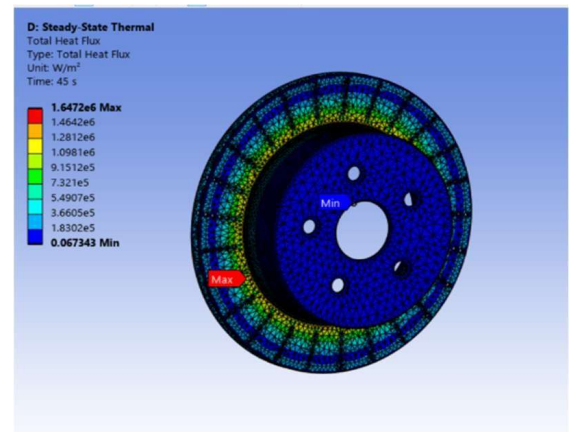 D: Steady-State Thermal
Total Heat Flux
Type: Total Heat Flux
Unit: W/m²
Time: 45 s
1.6472e6 Max
1.4642e6
1.2812e6
1.0981e6
9.1512e5
7.321e5
5.4907e5
3.6605e5
1.8302e5
0.067343 Min
Min
Max